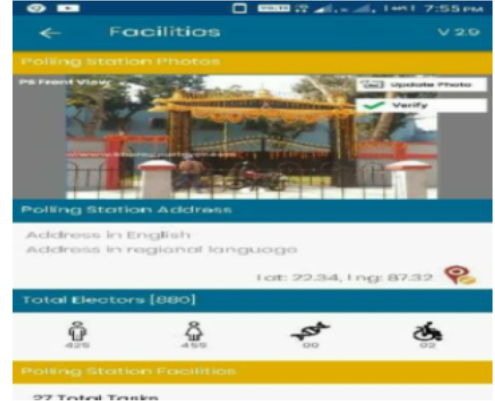 7:55 PM
← Facilities V 2.9
Polling Station Photos
PS Front View
Update Photo
Verify
Polling Station Address
Address in English
Address in regional language
Lat: 22.34, Lng: 87.32
Total Electors [880]
425 455 00 02
Polling Station Facilities
27 Total Tasks